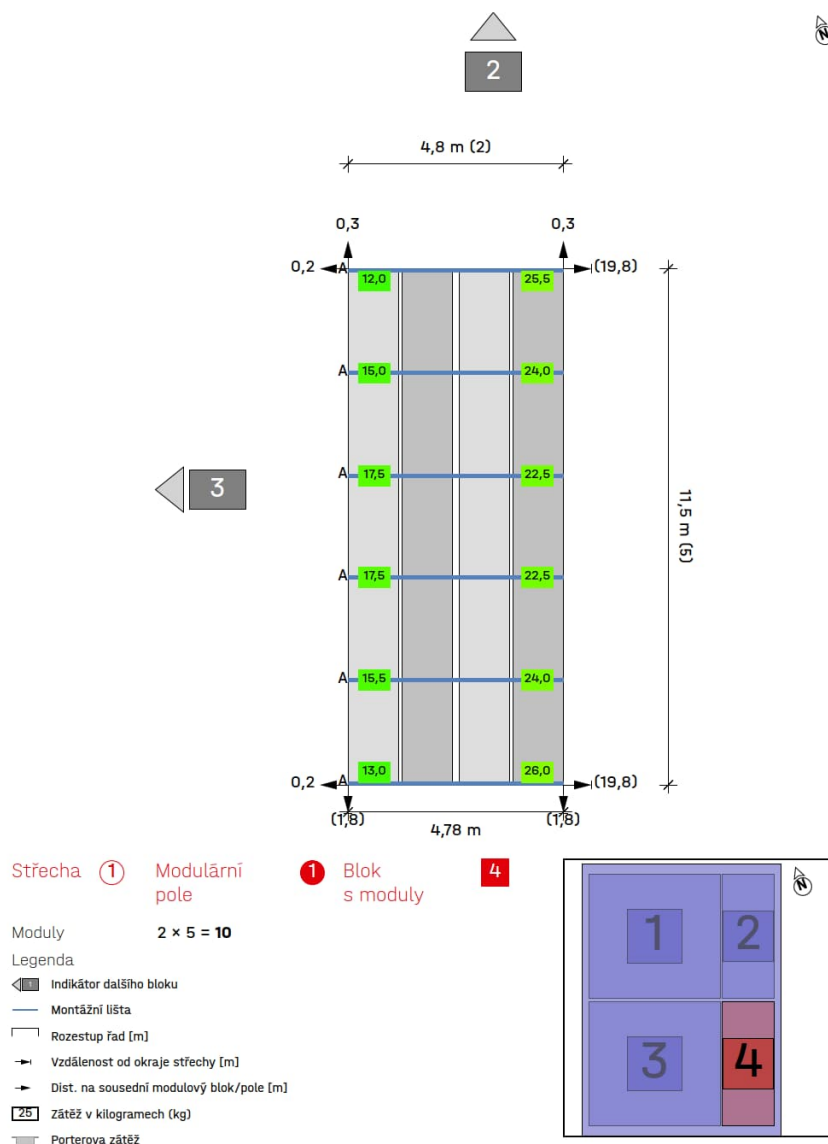 2
N
4,8 m (2)
0,3 0,3
0,2 A (19,8)
12,0 25,5
A 15,0 24,0
A 17,5 22,5
3
11,5 m (5)
A 17,5 22,5
A 15,5 24,0
13,0 26,0
0,2 A (19,8)
(1,8) (1,8)
4,78 m
Střecha 1 Modulární 1 Blok 4
pole s moduly
Moduly 2 × 5 = 10
Legenda
1 Indikátor dalšího bloku
Montážní lišta
Rozestup řad [m]
Vzdálenost od okraje střechy [m]
Dist. na sousední modulový blok/pole [m]
25 Zátěž v kilogramech (kg)
Porterova zátěž
N
1 2
3 4